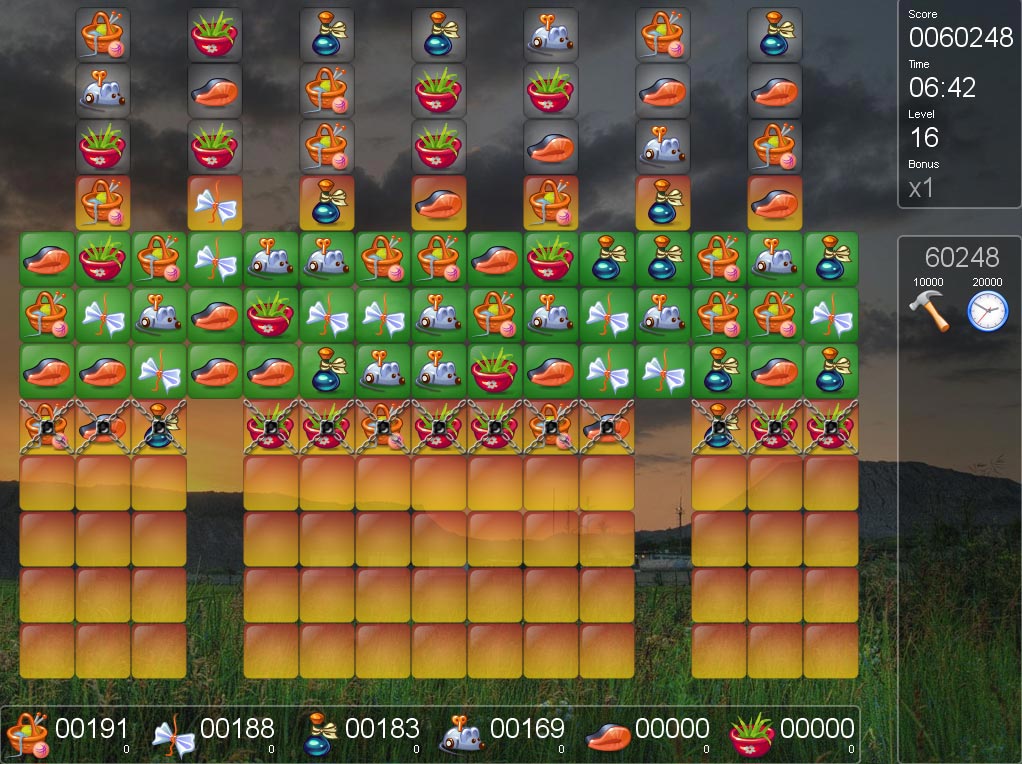 Score
0060248
Time
06:42
Level
16
Bonus
x1
60248
10000 20000
P P P P P P P P P P P P P
00191 00188 00183 00169 00000 00000
0 0 0 0 0 0